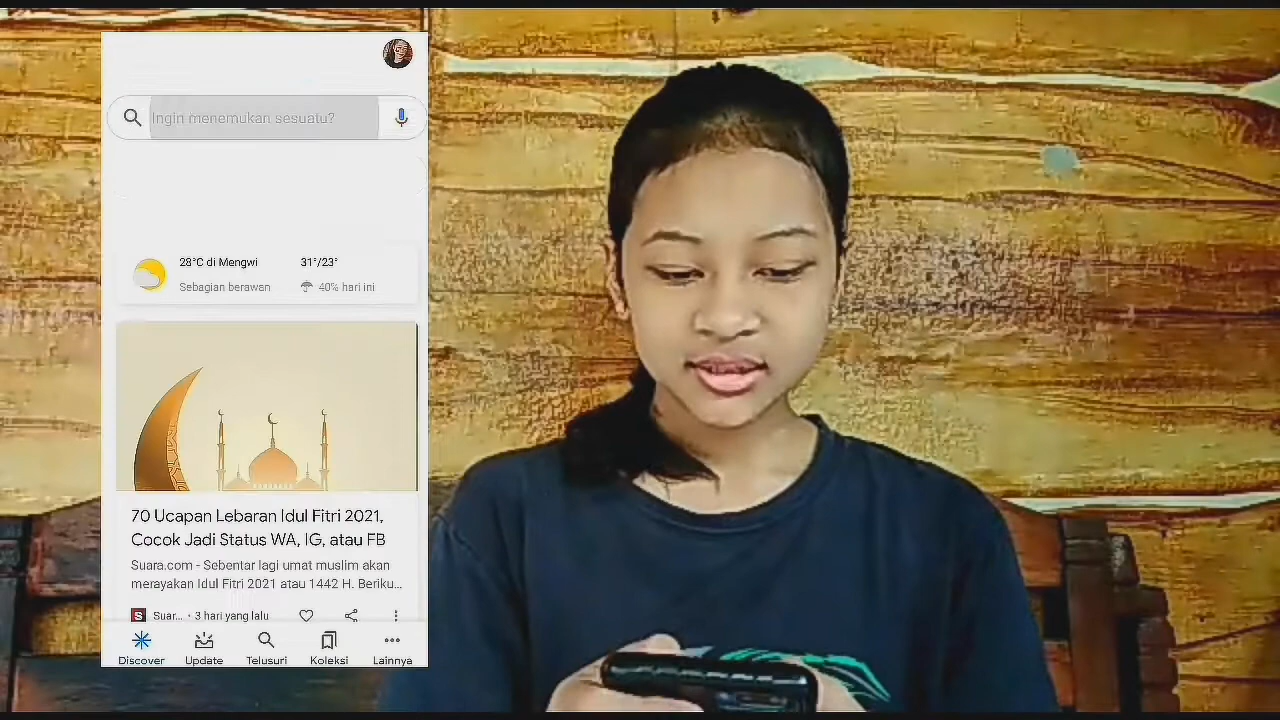 Ingin menemukan sesuatu?
28°C di Mengwi 31°/23°
Sebagian berawan 40% hari ini
70 Ucapan Lebaran Idul Fitri 2021,
Cocok Jadi Status WA, IG, atau FB
Suara.com - Sebentar lagi umat muslim akan
merayakan Idul Fitri 2021 atau 1442 H. Beriku...
S Suar... • 3 hari yang lalu
Discover Update Telusuri Koleksi Lainnya